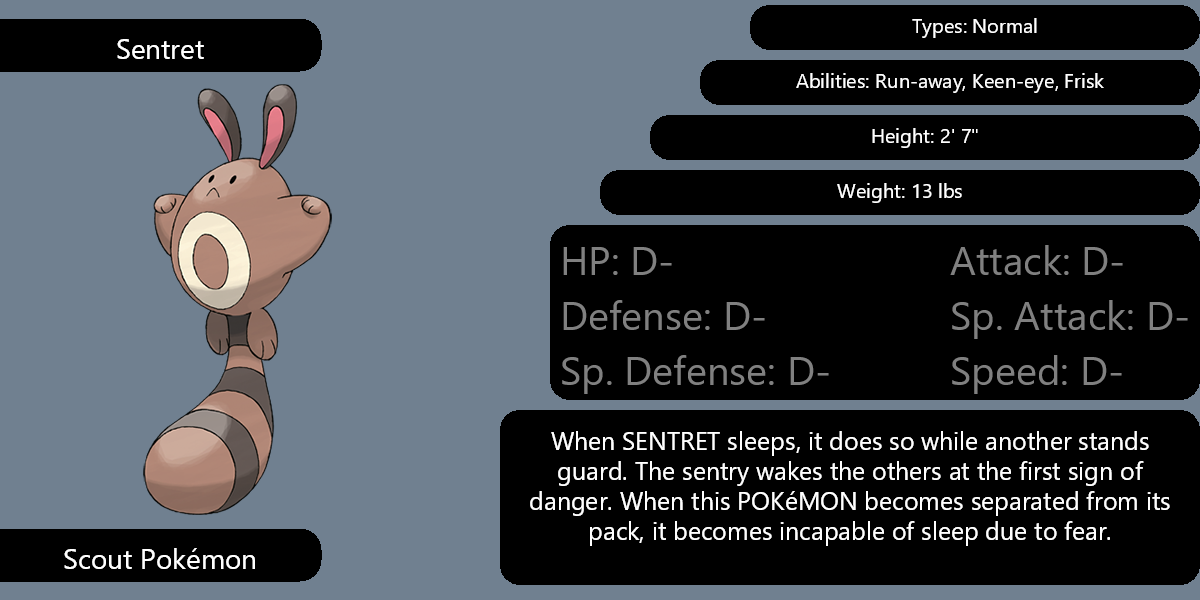 Sentret
Types: Normal
Abilities: Run-away, Keen-eye, Frisk
Height: 2' 7"
Weight: 13 lbs
HP: D- Attack: D-
Defense: D- Sp. Attack: D-
Sp. Defense: D- Speed: D-
When SENTRET sleeps, it does so while another stands
guard. The sentry wakes the others at the first sign of
danger. When this POKéMON becomes separated from its
pack, it becomes incapable of sleep due to fear.
Scout Pokémon